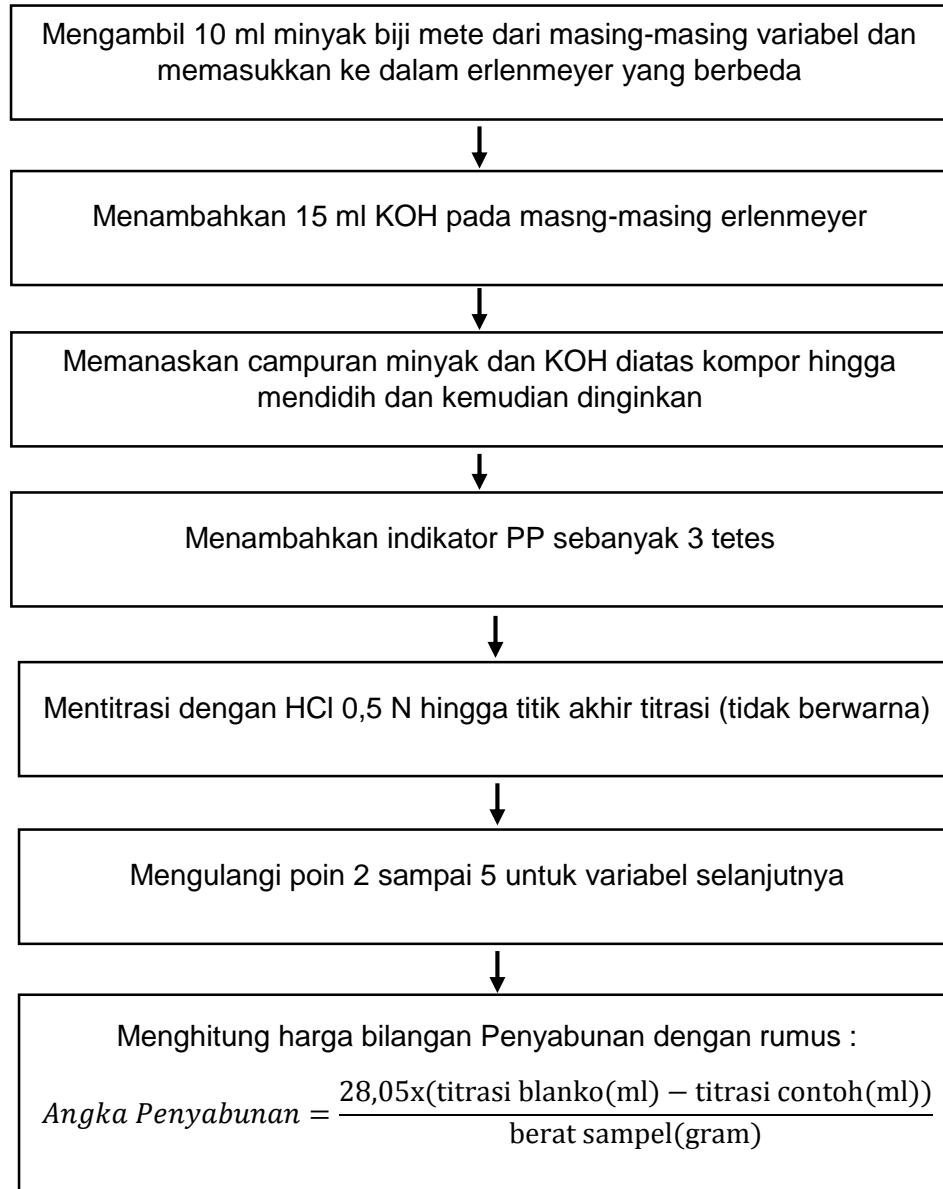 Mengambil 10 ml minyak biji mete dari masing-masing variabel dan
memasukkan ke dalam erlenmeyer yang berbeda
Menambahkan 15 ml KOH pada masng-masing erlenmeyer
Memanaskan campuran minyak dan KOH diatas kompor hingga
mendidih dan kemudian dinginkan
Menambahkan indikator PP sebanyak 3 tetes
Mentitrasi dengan HCl 0,5 N hingga titik akhir titrasi (tidak berwarna)
Mengulangi poin 2 sampai 5 untuk variabel selanjutnya
Menghitung harga bilangan Penyabunan dengan rumus :
Angka Penyabunan = 28,05x(titrasi blanko(ml) − titrasi contoh(ml))
berat sampel(gram)